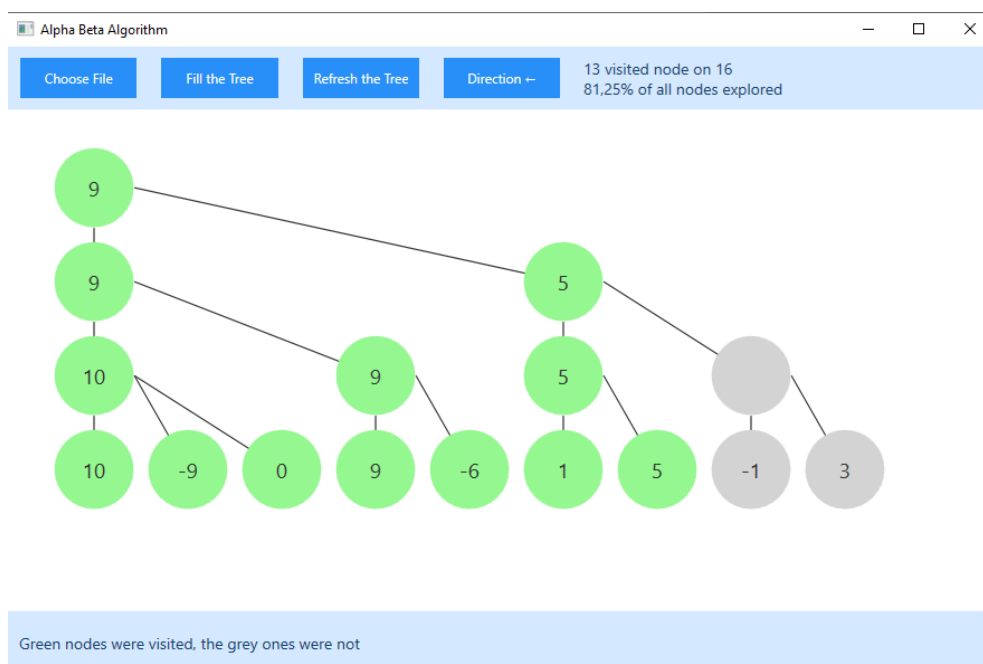 Alpha Beta Algorithm
Choose File Fill the Tree Refresh the Tree Direction ←
13 visited node on 16
81,25% of all nodes explored
9
9 5
10 9 5
10 -9 0 9 -6 1 5 -1 3
Green nodes were visited, the grey ones were not